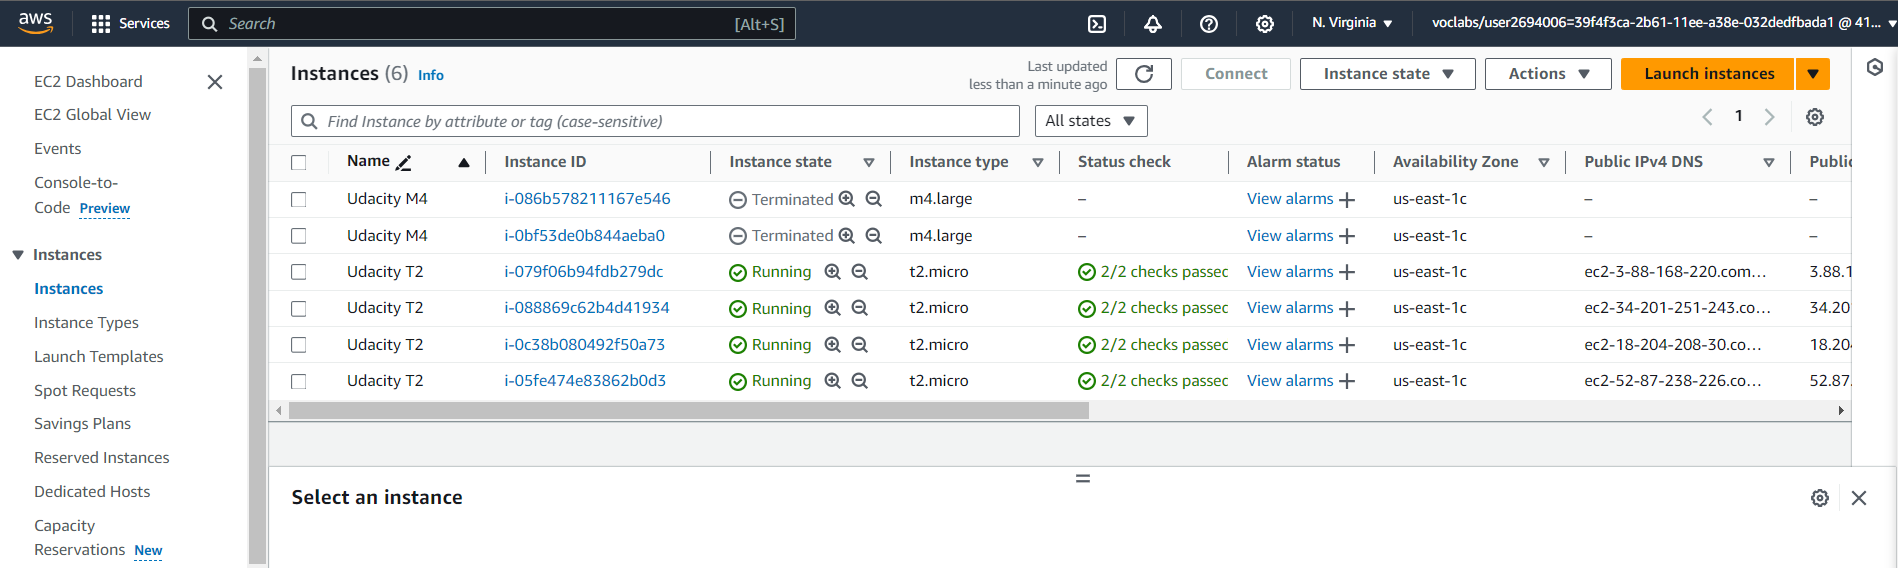 aws
Services
Search
[Alt+S]
N. Virginia
voclabs/user2694006=39f4f3ca-2b61-11ee-a38e-032dedfbada1 @ 41...
EC2 Dashboard
EC2 Global View
Events
Console-to-
Code Preview
Instances
Instances
Instance Types
Launch Templates
Spot Requests
Savings Plans
Reserved Instances
Dedicated Hosts
Capacity
Reservations New
Instances (6) Info
Last updated
less than a minute ago
Connect
Instance state
Actions
Launch instances
Find Instance by attribute or tag (case-sensitive)
All states
1
Name Instance ID Instance state Instance type Status check Alarm status Availability Zone Public IPv4 DNS Public
Udacity M4 i-086b578211167e546 Terminated m4.large – View alarms + us-east-1c – –
Udacity M4 i-0bf53de0b844aeba0 Terminated m4.large – View alarms + us-east-1c – –
Udacity T2 i-079f06b94fdb279dc Running t2.micro 2/2 checks passed View alarms + us-east-1c ec2-3-88-168-220.com... 3.88.1
Udacity T2 i-088869c62b4d41934 Running t2.micro 2/2 checks passed View alarms + us-east-1c ec2-34-201-251-243.co... 34.20
Udacity T2 i-0c38b080492f50a73 Running t2.micro 2/2 checks passed View alarms + us-east-1c ec2-18-204-208-30.co... 18.204
Udacity T2 i-05fe474e83862b0d3 Running t2.micro 2/2 checks passed View alarms + us-east-1c ec2-52-87-238-226.co... 52.87.
Select an instance